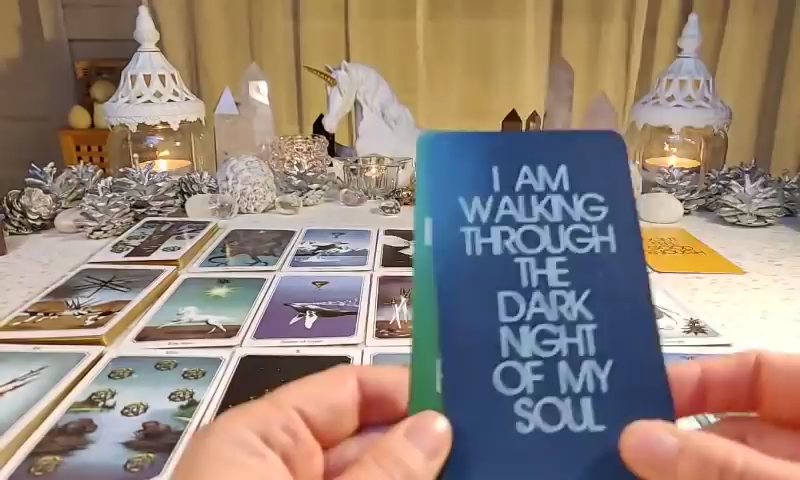 I AM
WALKING
THROUGH
THE
DARK
NIGHT
OF MY
SOUL